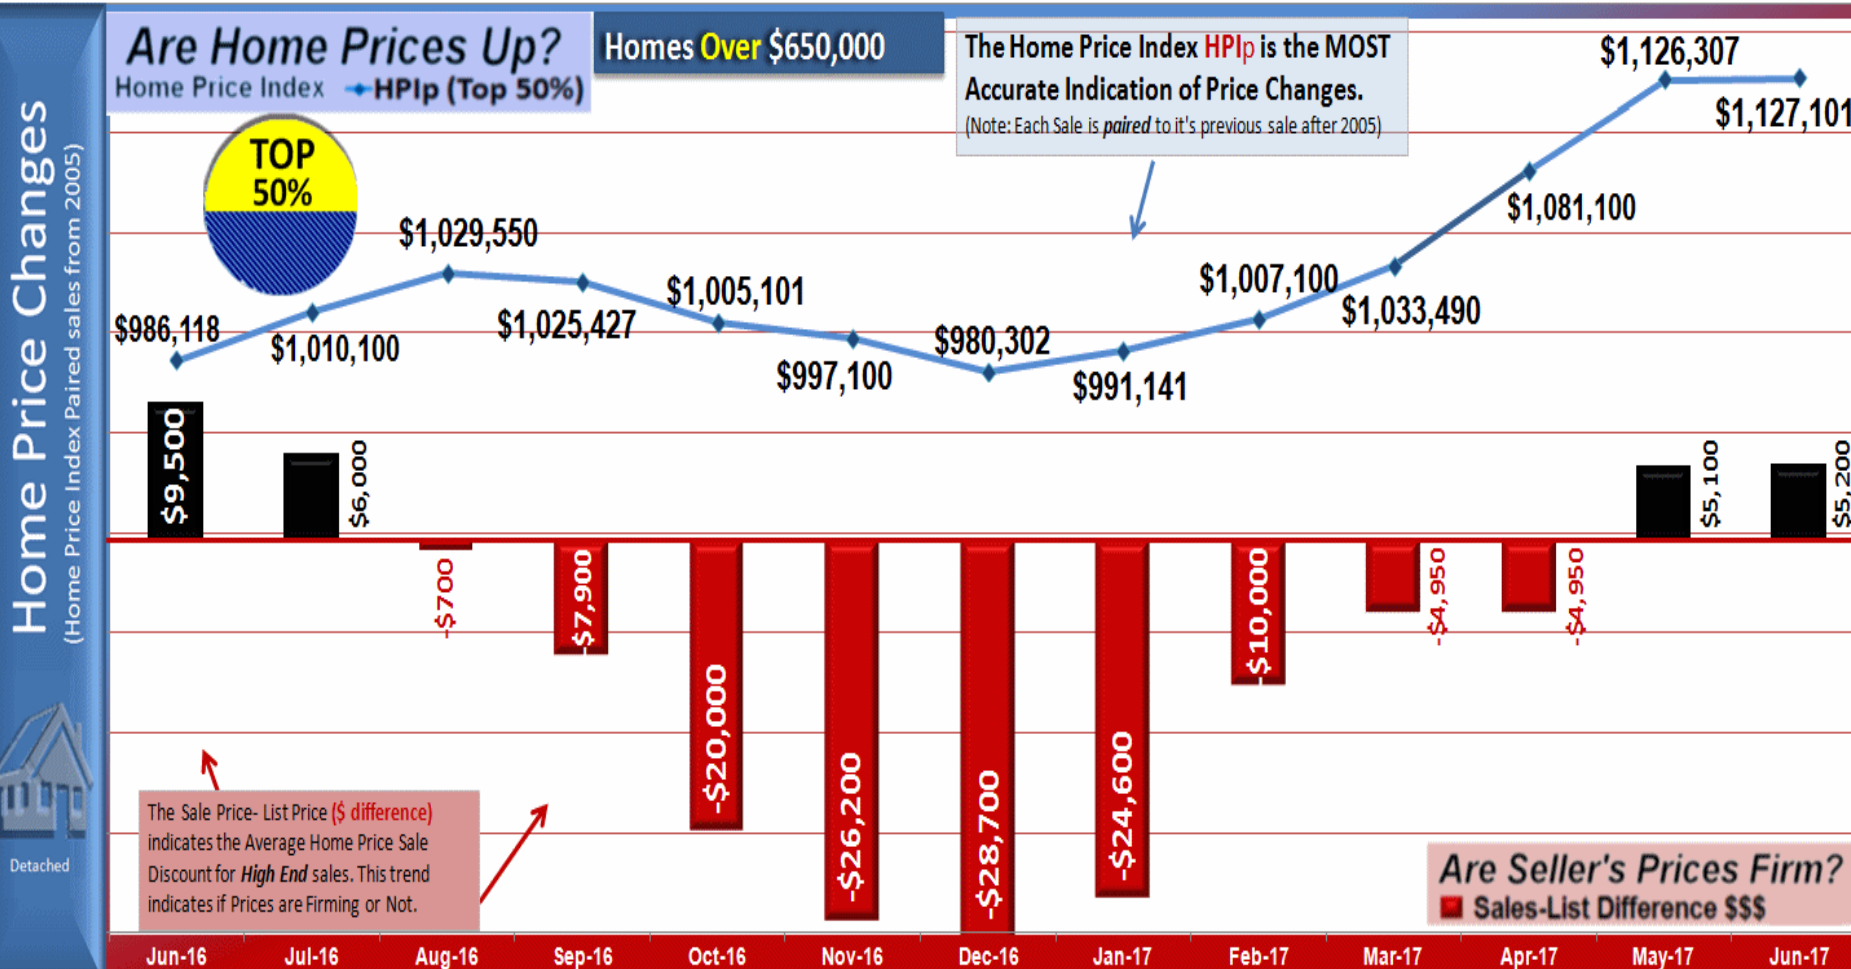 Home Price Changes
(Home Price Index Paired sales from 2005)
Detached
Are Home Prices Up?
Home Price Index HPIp (Top 50%)
Homes Over $650,000
The Home Price Index HPIp is the MOST
Accurate Indication of Price Changes.
(Note: Each Sale is paired to it's previous sale after 2005)
TOP
50%
$986,118
$1,010,100
$1,029,550
$1,025,427
$1,005,101
$997,100
$980,302
$991,141
$1,007,100
$1,033,490
$1,081,100
$1,126,307
$1,127,101
$9,500
$6,000
-$700
-$7,900
-$20,000
-$26,200
-$28,700
-$24,600
-$10,000
-$4,950
-$4,950
$5,100
$5,200
The Sale Price- List Price ($ difference)
indicates the Average Home Price Sale
Discount for High End sales. This trend
indicates if Prices are Firming or Not.
Are Seller's Prices Firm?
Sales-List Difference $$$
Jun-16 Jul-16 Aug-16 Sep-16 Oct-16 Nov-16 Dec-16 Jan-17 Feb-17 Mar-17 Apr-17 May-17 Jun-17